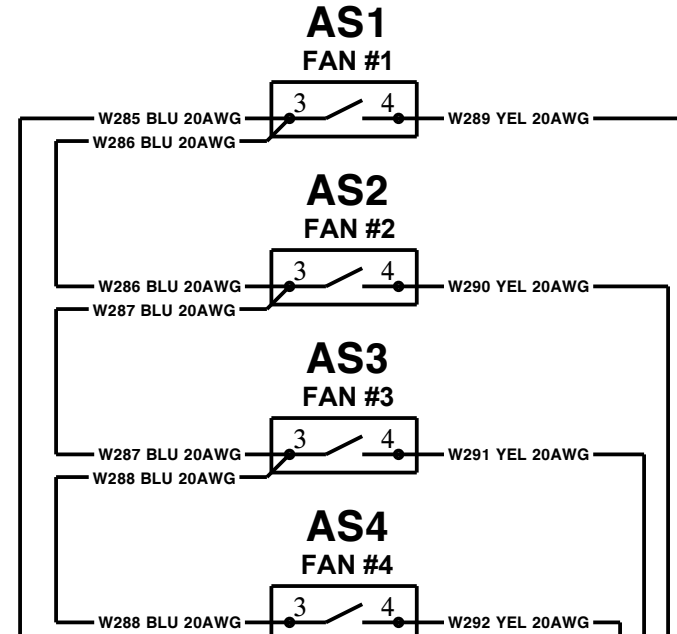 AS1
FAN #1
3 4
W285 BLU 20AWG
W289 YEL 20AWG
W286 BLU 20AWG
AS2
FAN #2
3 4
W286 BLU 20AWG
W290 YEL 20AWG
W287 BLU 20AWG
AS3
FAN #3
3 4
W287 BLU 20AWG
W291 YEL 20AWG
W288 BLU 20AWG
AS4
FAN #4
3 4
W288 BLU 20AWG
W292 YEL 20AWG